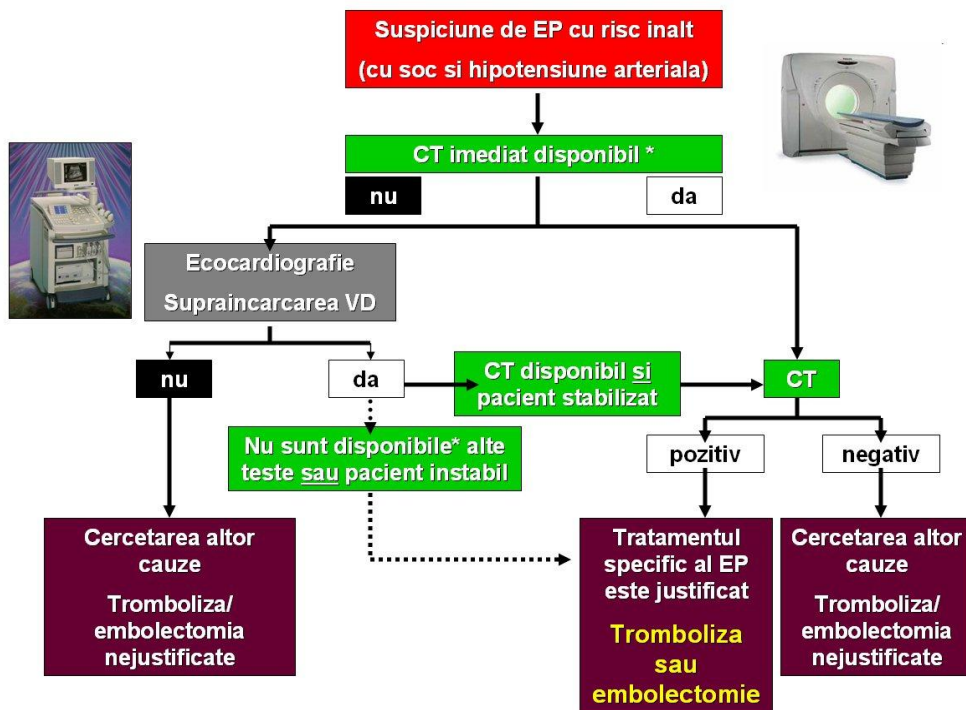 Suspiciune de EP cu risc inalt
(cu soc si hipotensiune arteriala)
CT imediat disponibil *
nu
da
Ecocardiografie
Supraincarcarea VD
nu
da
CT disponibil si
pacient stabilizat
CT
Nu sunt disponibile* alte
teste sau pacient instabil
pozitiv
negativ
Cercetarea altor
cauze
Tromboliza/
embolectomia
nejustificate
Tratamentul
specific al EP
este justificat
Tromboliza
sau
embolectomie
Cercetarea altor
cauze
Tromboliza/
embolectomia
nejustificate